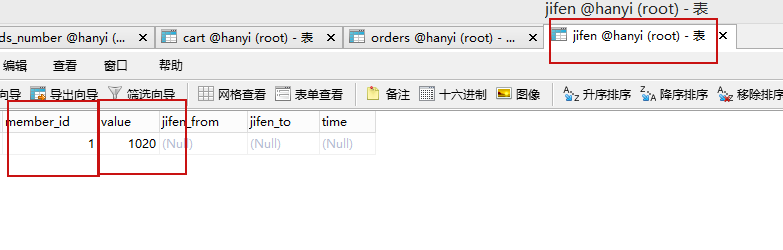 jifen @hanyi (root) - 表
ds_number @hanyi (... cart @hanyi (root) - 表 orders @hanyi (root) - ... jifen @hanyi (root) - 表
编辑 查看 窗口 帮助
向导 导出向导 筛选向导 网格查看 表单查看 备注 十六进制 图像 升序排序 降序排序 移除排序
member_id value jifen_from jifen_to time
1 1020 (Null) (Null) (Null)